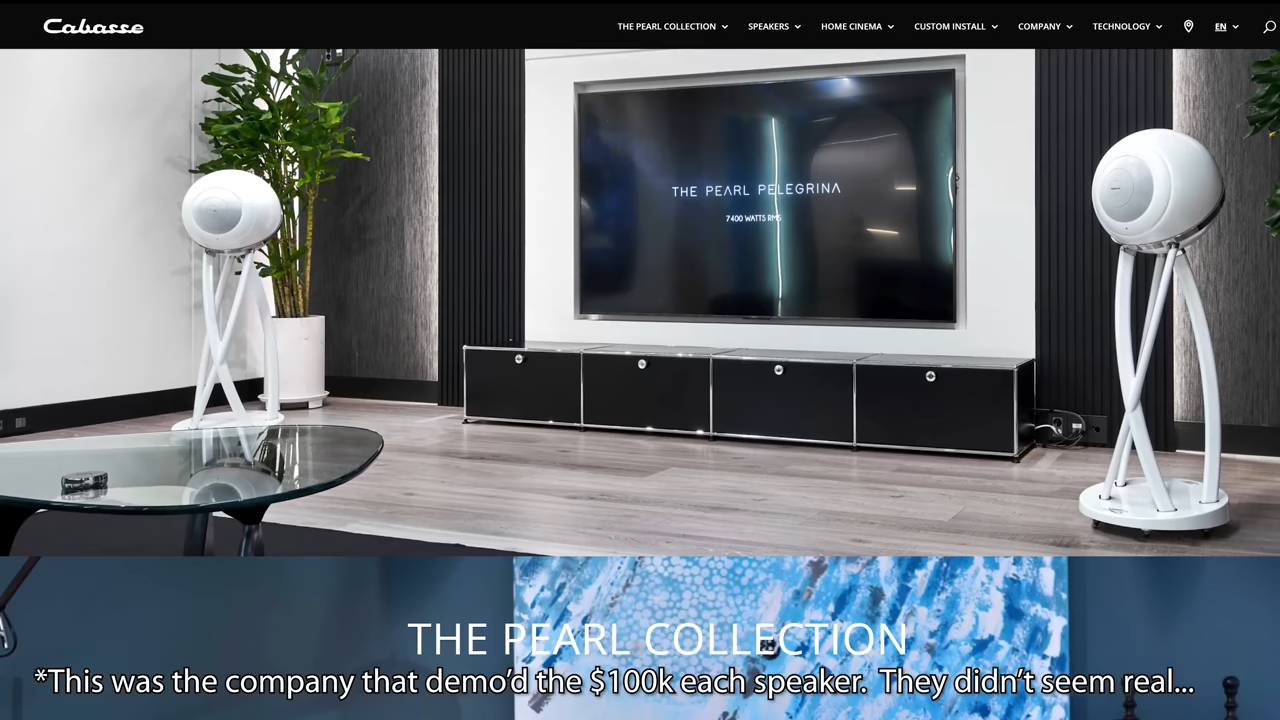 Cabasse
THE PEARL COLLECTION SPEAKERS HOME CINEMA CUSTOM INSTALL COMPANY TECHNOLOGY EN
THE PEARL PELEGRINA
7400 WATTS RMS
THE PEARL COLLECTION
*This was the company that demo'd the $100k each speaker. They didn't seem real...